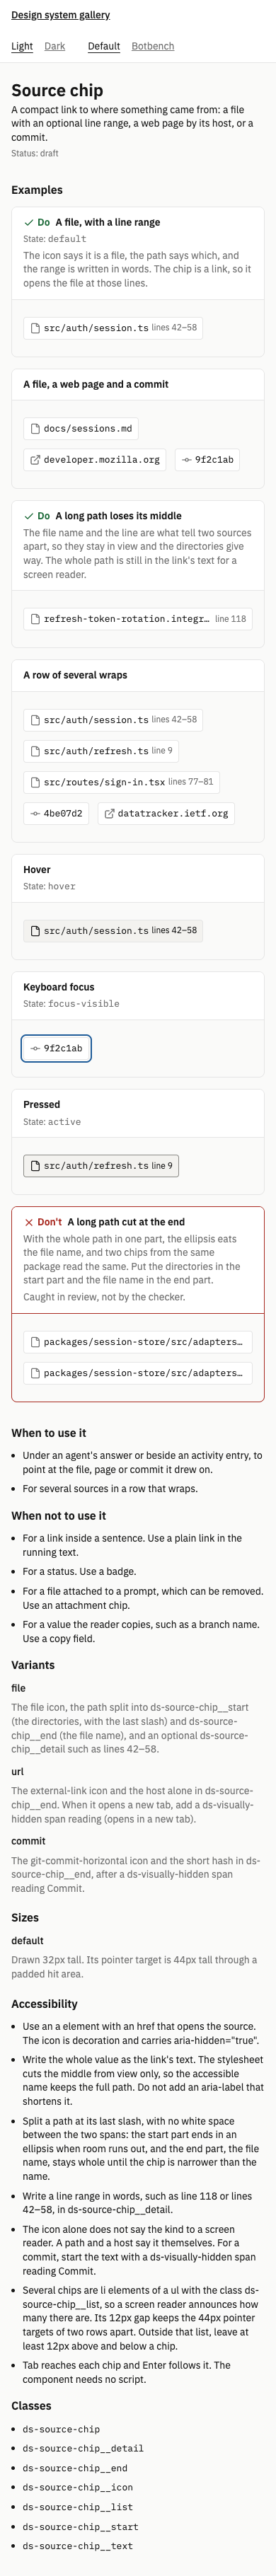 Design system gallery
Light Dark Default Botbench
Source chip
A compact link to where something came from: a file
with an optional line range, a web page by its host, or a
commit.
Status: draft
Examples
Do A file, with a line range
State: default
The icon says it is a file, the path says which, and
the range is written in words. The chip is a link, so it
opens the file at those lines.
src/auth/session.ts lines 42–58
A file, a web page and a commit
docs/sessions.md
developer.mozilla.org 9f2c1ab
Do A long path loses its middle
The file name and the line are what tell two sources
apart, so they stay in view and the directories give
way. The whole path is still in the link's text for a
screen reader.
refresh-token-rotation.integr… line 118
A row of several wraps
src/auth/session.ts lines 42–58
src/auth/refresh.ts line 9
src/routes/sign-in.tsx lines 77–81
4be07d2 datatracker.ietf.org
Hover
State: hover
src/auth/session.ts lines 42–58
Keyboard focus
State: focus-visible
9f2c1ab
Pressed
State: active
src/auth/refresh.ts line 9
Don't A long path cut at the end
With the whole path in one part, the ellipsis eats
the file name, and two chips from the same
package read the same. Put the directories in the
start part and the file name in the end part.
Caught in review, not by the checker.
packages/session-store/src/adapters…
packages/session-store/src/adapters…
When to use it
• Under an agent's answer or beside an activity entry, to
point at the file, page or commit it drew on.
• For several sources in a row that wraps.
When not to use it
• For a link inside a sentence. Use a plain link in the
running text.
• For a status. Use a badge.
• For a file attached to a prompt, which can be removed.
Use an attachment chip.
• For a value the reader copies, such as a branch name.
Use a copy field.
Variants
file
The file icon, the path split into ds-source-chip__start
(the directories, with the last slash) and ds-source-
chip__end (the file name), and an optional ds-source-
chip__detail such as lines 42–58.
url
The external-link icon and the host alone in ds-source-
chip__end. When it opens a new tab, add a ds-visually-
hidden span reading (opens in a new tab).
commit
The git-commit-horizontal icon and the short hash in ds-
source-chip__end, after a ds-visually-hidden span
reading Commit.
Sizes
default
Drawn 32px tall. Its pointer target is 44px tall through a
padded hit area.
Accessibility
• Use an a element with an href that opens the source.
The icon is decoration and carries aria-hidden="true".
• Write the whole value as the link's text. The stylesheet
cuts the middle from view only, so the accessible
name keeps the full path. Do not add an aria-label that
shortens it.
• Split a path at its last slash, with no white space
between the two spans: the start part ends in an
ellipsis when room runs out, and the end part, the file
name, stays whole until the chip is narrower than the
name.
• Write a line range in words, such as line 118 or lines
42–58, in ds-source-chip__detail.
• The icon alone does not say the kind to a screen
reader. A path and a host say it themselves. For a
commit, start the text with a ds-visually-hidden span
reading Commit.
• Several chips are li elements of a ul with the class ds-
source-chip__list, so a screen reader announces how
many there are. Its 12px gap keeps the 44px pointer
targets of two rows apart. Outside that list, leave at
least 12px above and below a chip.
• Tab reaches each chip and Enter follows it. The
component needs no script.
Classes
• ds-source-chip
• ds-source-chip__detail
• ds-source-chip__end
• ds-source-chip__icon
• ds-source-chip__list
• ds-source-chip__start
• ds-source-chip__text